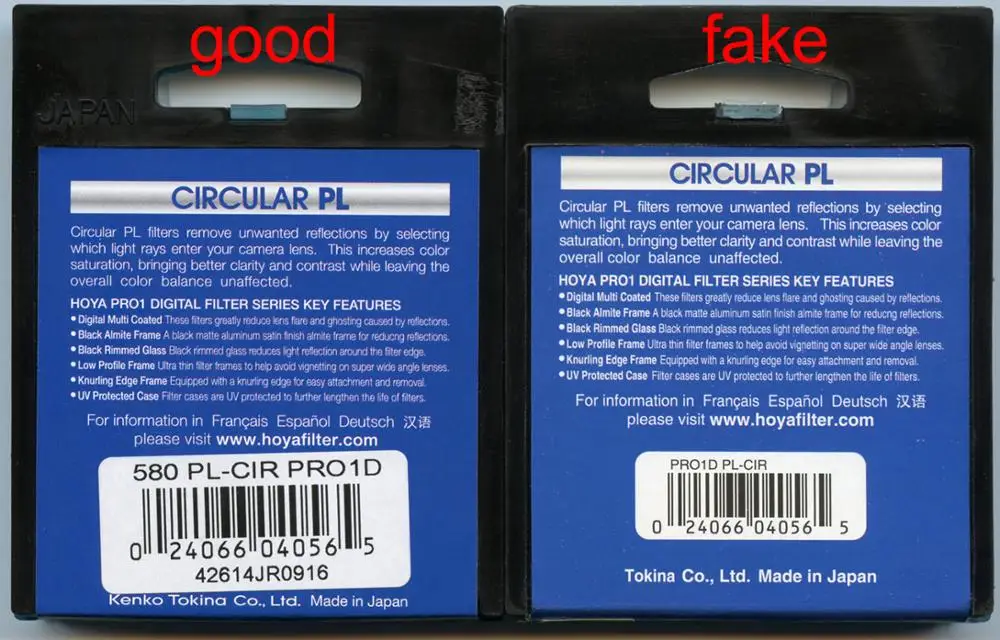 good
JAPAN
CIRCULAR PL
Circular PL filters remove unwanted reflections by selecting
which light rays enter your camera lens. This increases color
saturation, bringing better clarity and contrast while leaving the
overall color balance unaffected.
HOYA PRO1 DIGITAL FILTER SERIES KEY FEATURES
• Digital Multi Coated These filters greatly reduce lens flare and ghosting caused by reflections.
• Black Almite Frame A black matte aluminum satin finish almite frame for reducng reflections.
• Black Rimmed Glass Black rimmed glass reduces light reflection around the filter edge.
• Low Profile Frame Ultra thin filter frames to help avoid vignetting on super wide angle lenses.
• Knurling Edge Frame Equipped with a knurling edge for easy attachment and removal.
• UV Protected Case Filter cases are UV protected to further lengthen the life of filters.
For information in Français Español Deutsch 汉语
please visit www.hoyafilter.com
580 PL-CIR PRO1D
0 24066 04056 5
42614JR0916
Kenko Tokina Co., Ltd. Made in Japan
fake
CIRCULAR PL
Circular PL filters remove unwanted reflections by selecting
which light rays enter your camera lens. This increases color
saturation, bringing better clarity and contrast while leaving the
overall color balance unaffected.
HOYA PRO1 DIGITAL FILTER SERIES KEY FEATURES
• Digital Multi Coated These filters greatly reduce lens flare and ghosting caused by reflections.
• Black Almite Frame A black matte aluminum satin finish almite frame for reducng reflections.
• Black Rimmed Glass Black rimmed glass reduces light reflection around the filter edge.
• Low Profile Frame Ultra thin filter frames to help avoid vignetting on super wide angle lenses.
• Knurling Edge Frame Equipped with a knurling edge for easy attachment and removal.
• UV Protected Case Filter cases are UV protected to further lengthen the life of filters.
For information in Français Español Deutsch 汉语
please visit www.hoyafilter.com
PRO1D PL-CIR
0 24066 04056 5
Tokina Co., Ltd. Made in Japan